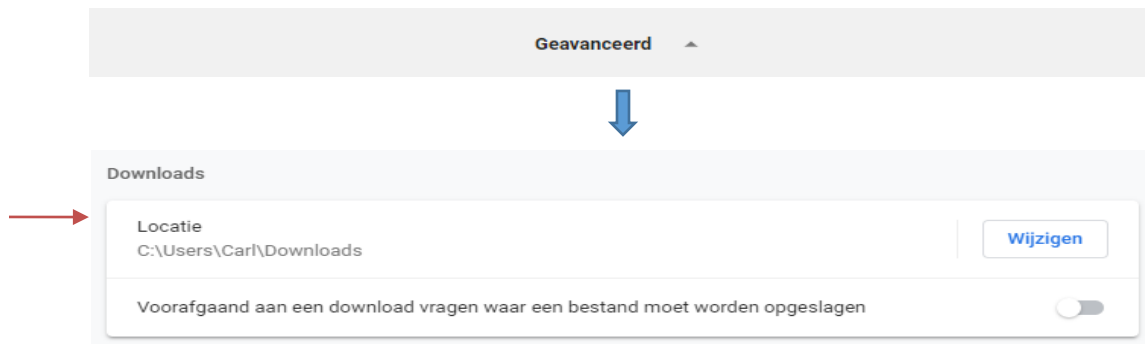 Geavanceerd
Downloads
Locatie
C:\Users\Carl\Downloads
Wijzigen
Voorafgaand aan een download vragen waar een bestand moet worden opgeslagen